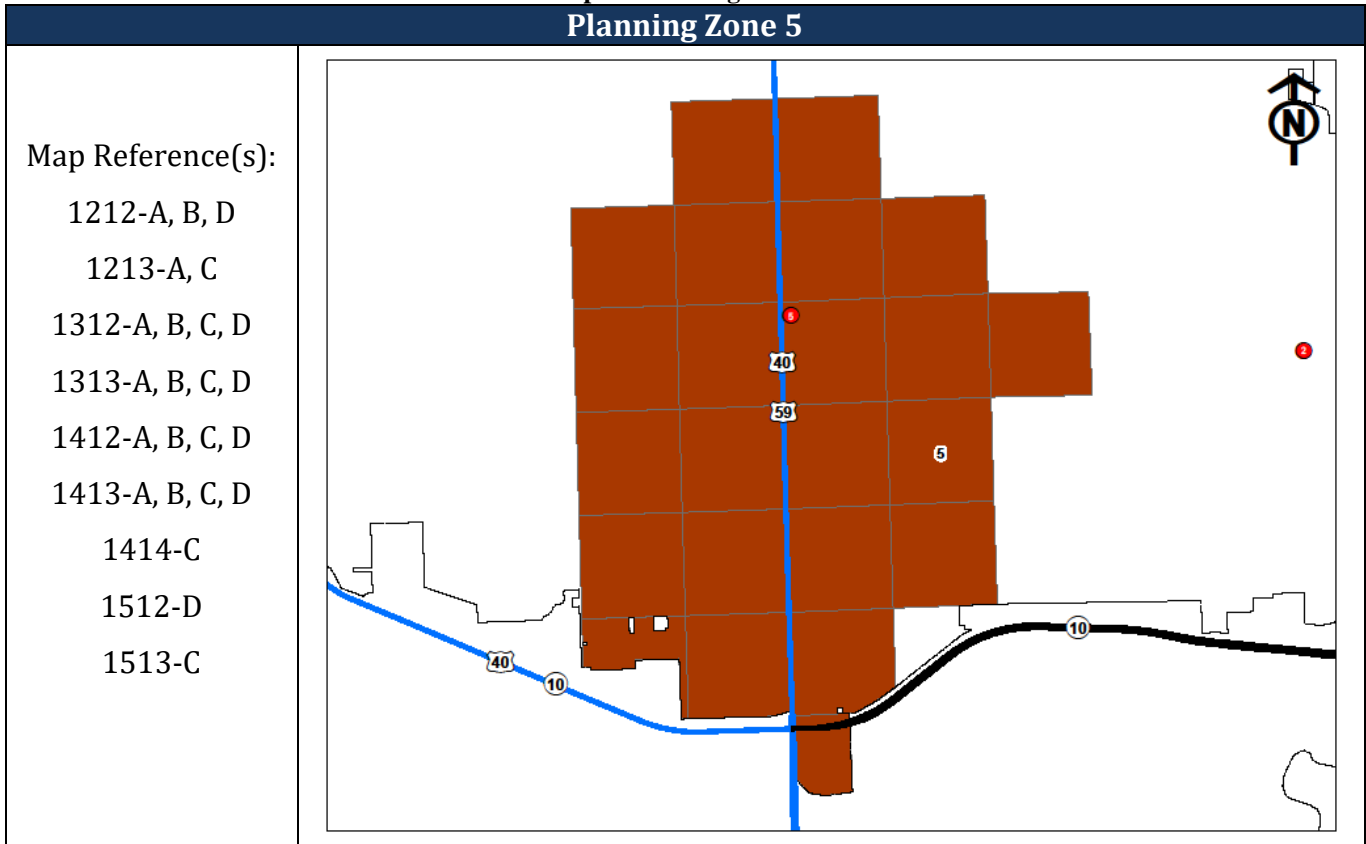 Planning Zone 5
Map Reference(s):
1212-A, B, D
1213-A, C
1312-A, B, C, D
1313-A, B, C, D
1412-A, B, C, D
1413-A, B, C, D
1414-C
1512-D
1513-C
N
5
2
40
59
5
10
40
10